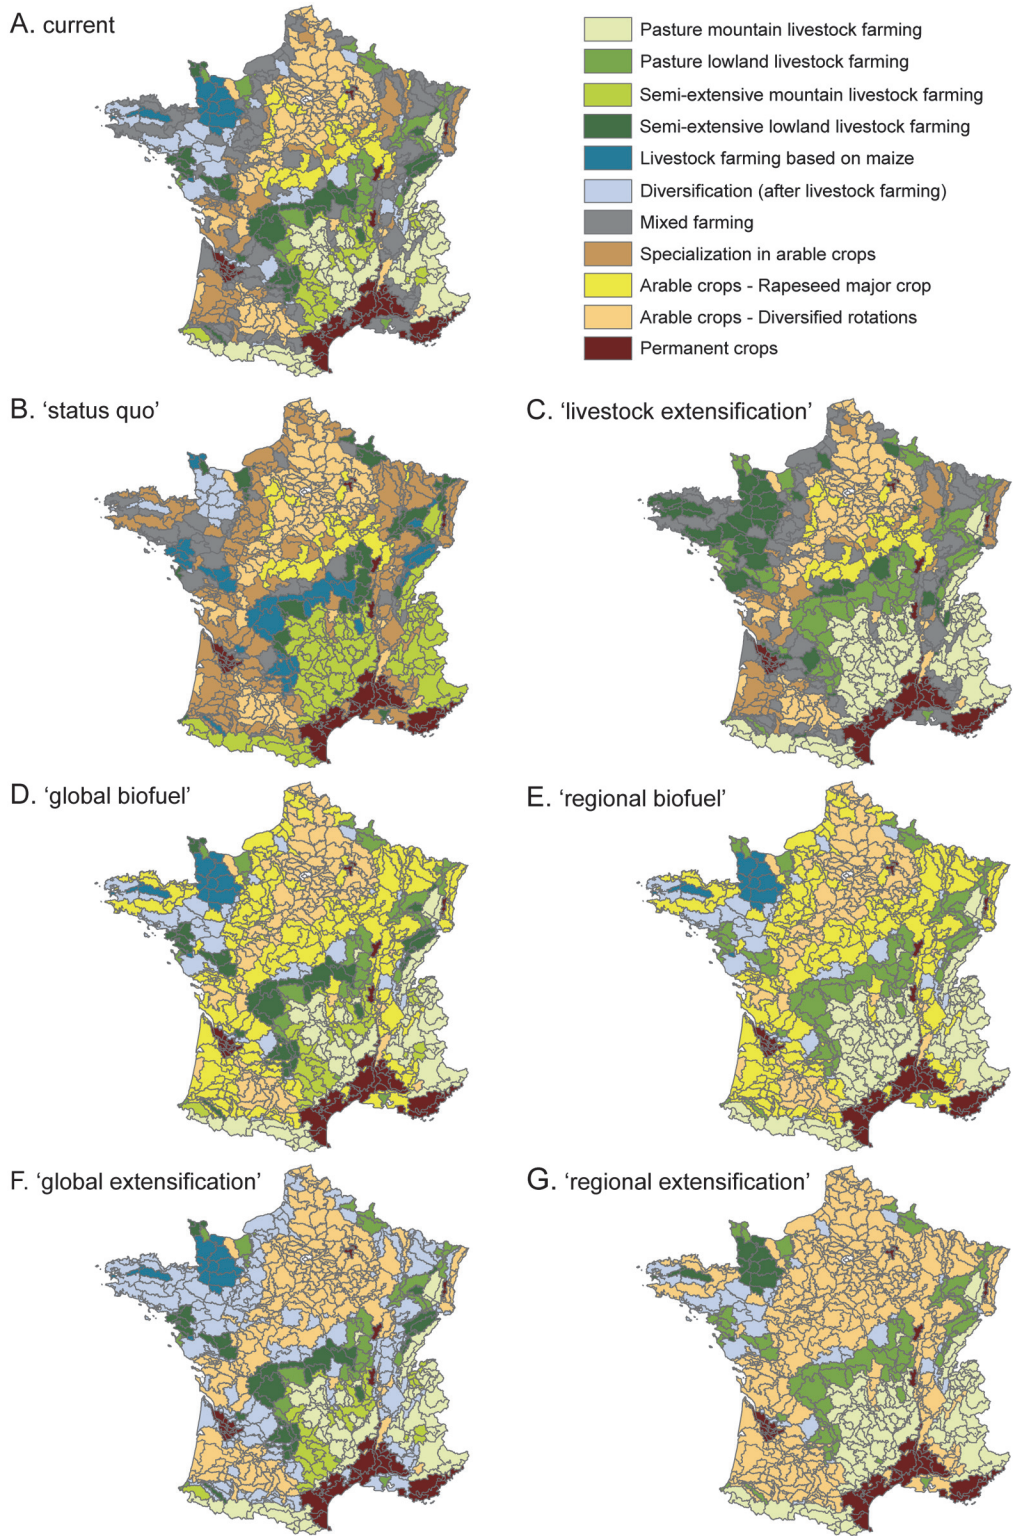 A. current
Pasture mountain livestock farming
Pasture lowland livestock farming
Semi-extensive mountain livestock farming
Semi-extensive lowland livestock farming
Livestock farming based on maize
Diversification (after livestock farming)
Mixed farming
Specialization in arable crops
Arable crops - Rapeseed major crop
Arable crops - Diversified rotations
Permanent crops
B. ‘status quo’
C. ‘livestock extensification’
D. ‘global biofuel’
E. ‘regional biofuel’
F. ‘global extensification’
G. ‘regional extensification’